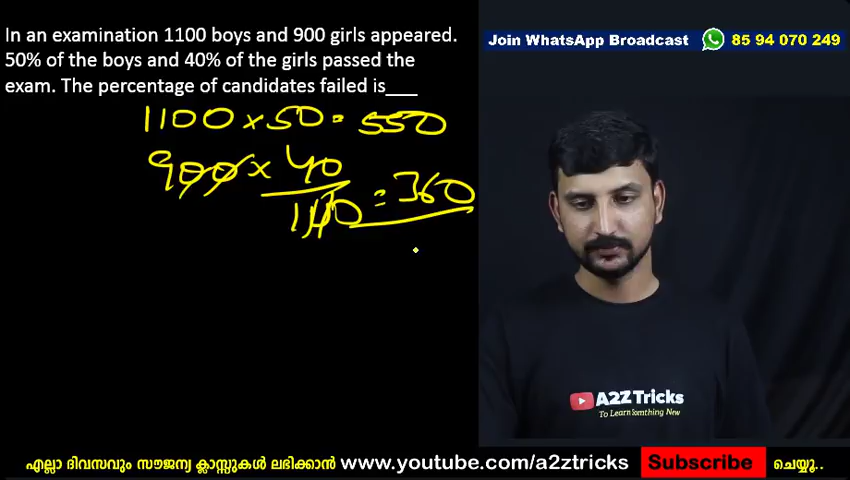 In an examination 1100 boys and 900 girls appeared.
50% of the boys and 40% of the girls passed the
exam. The percentage of candidates failed is___
1100 × 50 = 550
900 × 40
100 = 360
Join WhatsApp Broadcast 85 94 070 249
A2Z Tricks
To Learn Somthing New
എല്ലാ ദിവസവും സൗജന്യ ക്ലാസ്സുകൾ ലഭിക്കാൻ www.youtube.com/a2ztricks Subscribe ചെയ്യൂ..